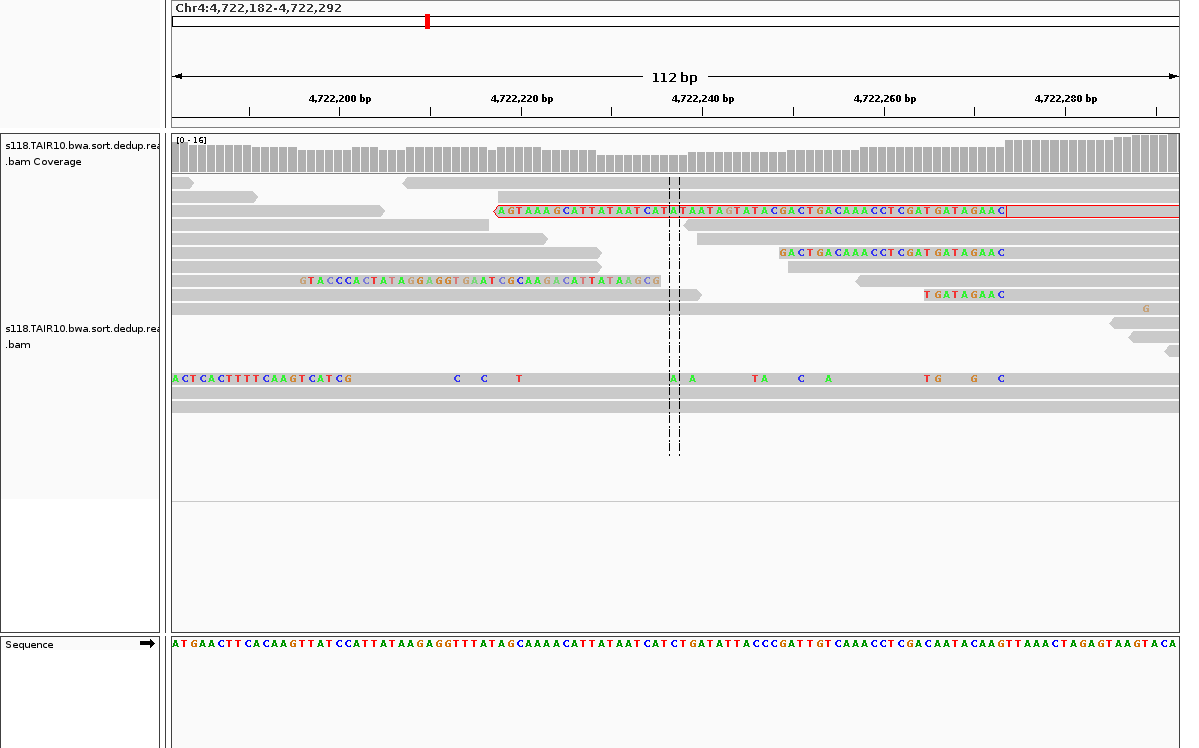 Chr4:4,722,182-4,722,292
112 bp
4,722,200 bp 4,722,220 bp 4,722,240 bp 4,722,260 bp 4,722,280 bp
[0 - 16]
s118.TAIR10.bwa.sort.dedup.rea
.bam Coverage
AGTAAAGCATTATAATCATATAATAGTATACGACTGACAAACCTCGATGATAGAAC
GACTGACAAACCTCGATGATAGAAC
GTACCCACTATAGGAGGTGAATCGCAAGACATTATAAGCG
TGATAGAAC
G
s118.TAIR10.bwa.sort.dedup.rea
.bam
ACTCACTTTTCAAGTCATCG C C T A A TA C A TG G C
Sequence
ATGAACTTCACAAGTTATCCATTATAAGAGGTTTATAGCAAAACATTATAATCATCTGATATTACCCGATTGTCAAACCTCGACAATACAAGTTAAACTAGAGTAAGTACA